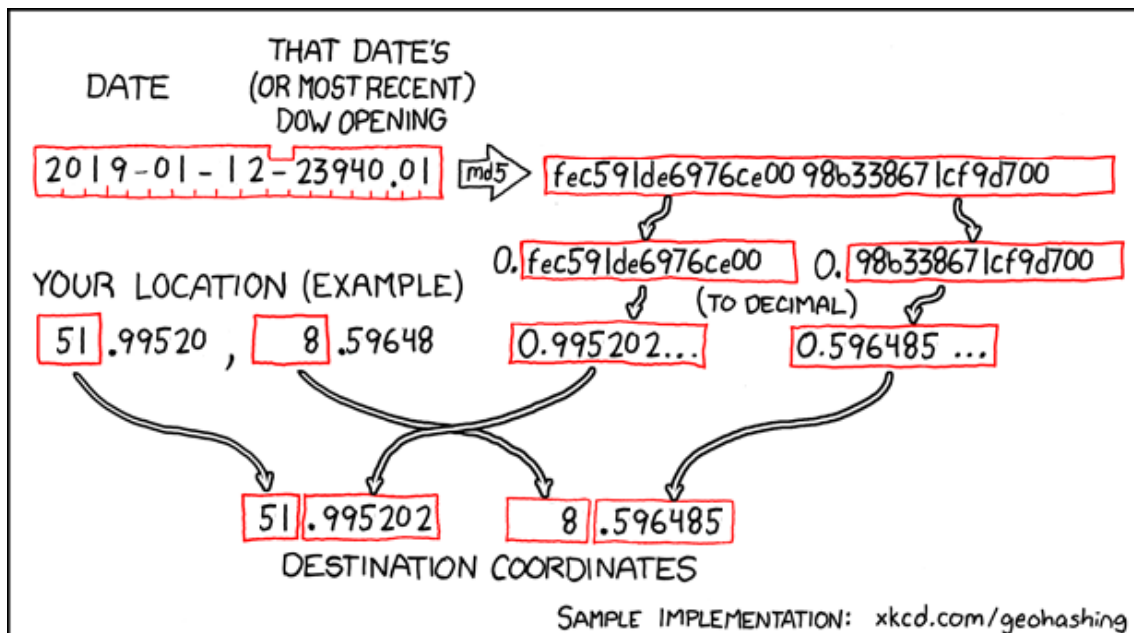 DATE
THAT DATE'S
(OR MOST RECENT)
DOW OPENING
2019-01-12-23940.01
md5
fec591de6976ce00 98b338671cf9d700
0. fec591de6976ce00
0. 98b338671cf9d700
YOUR LOCATION (EXAMPLE)
(TO DECIMAL)
51.99520, 8.59648
0.995202...
0.596485 ...
51.995202
8.596485
DESTINATION COORDINATES
SAMPLE IMPLEMENTATION: xkcd.com/geohashing